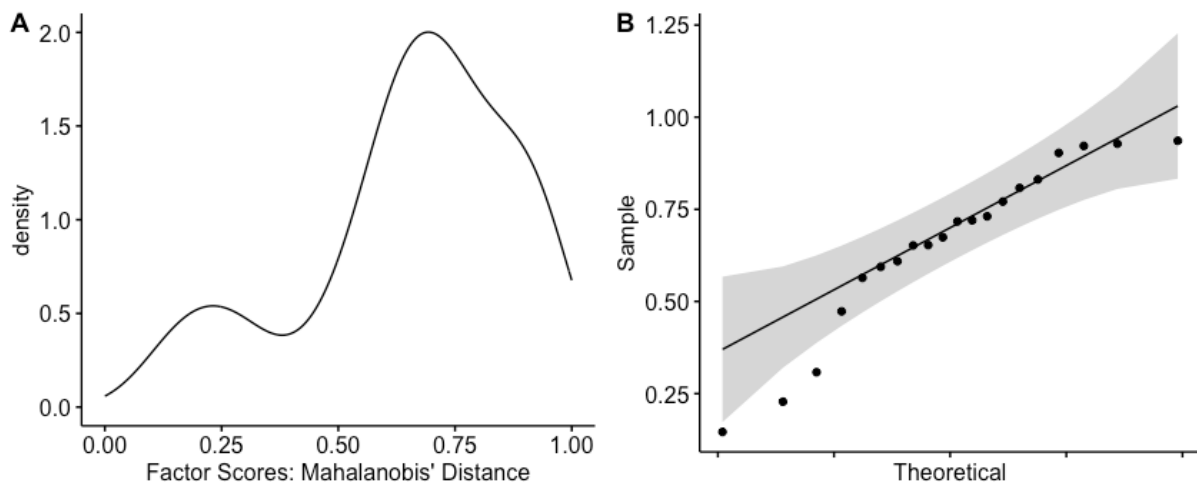 A
density
2.0
1.5
1.0
0.5
0.0
0.00 0.25 0.50 0.75 1.00
Factor Scores: Mahalanobis' Distance
B
Sample
1.25
1.00
0.75
0.50
0.25
Theoretical